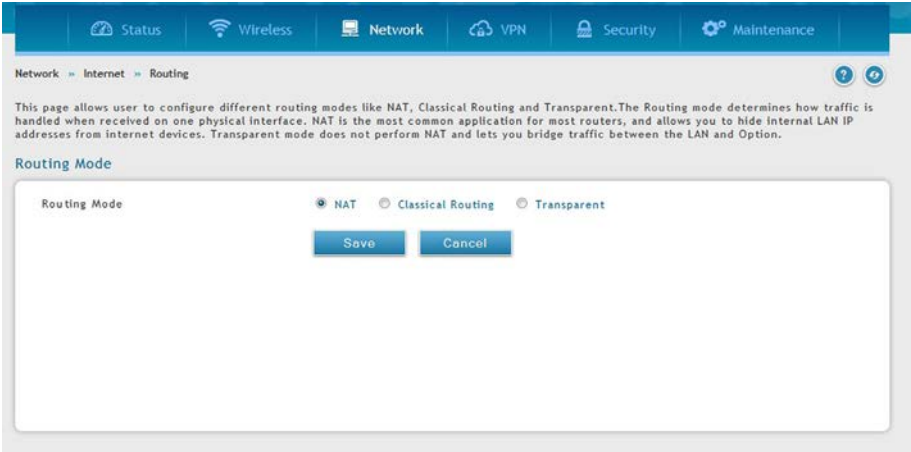 Status Wireless Network VPN Security Maintenance
Network » Internet » Routing
This page allows user to configure different routing modes like NAT, Classical Routing and Transparent.The Routing mode determines how traffic is
handled when received on one physical interface. NAT is the most common application for most routers, and allows you to hide internal LAN IP
addresses from internet devices. Transparent mode does not perform NAT and lets you bridge traffic between the LAN and Option.
Routing Mode
Routing Mode NAT Classical Routing Transparent
Save Cancel